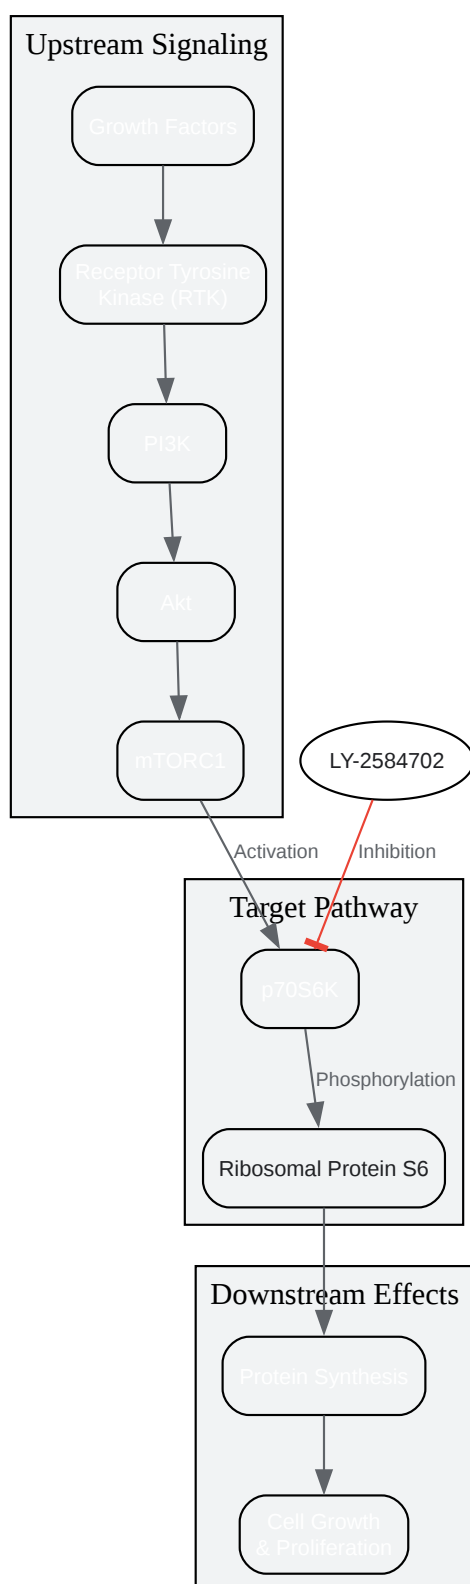 Upstream Signaling
Growth Factors
Receptor Tyrosine
Kinase (RTK)
PI3K
Akt
mTORC1
LY-2584702
Activation
Inhibition
Target Pathway
p70S6K
Phosphorylation
Ribosomal Protein S6
Downstream Effects
Protein Synthesis
Cell Growth
& Proliferation